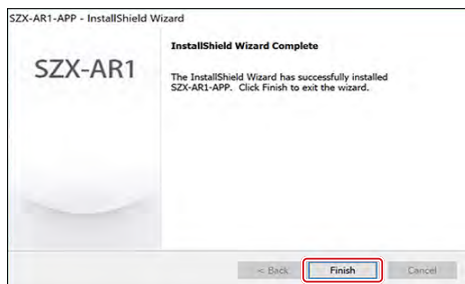 SZX-AR1-APP - InstallShield Wizard
SZX-AR1
InstallShield Wizard Complete
The InstallShield Wizard has successfully installed
SZX-AR1-APP. Click Finish to exit the wizard.
< Back
Finish
Cancel